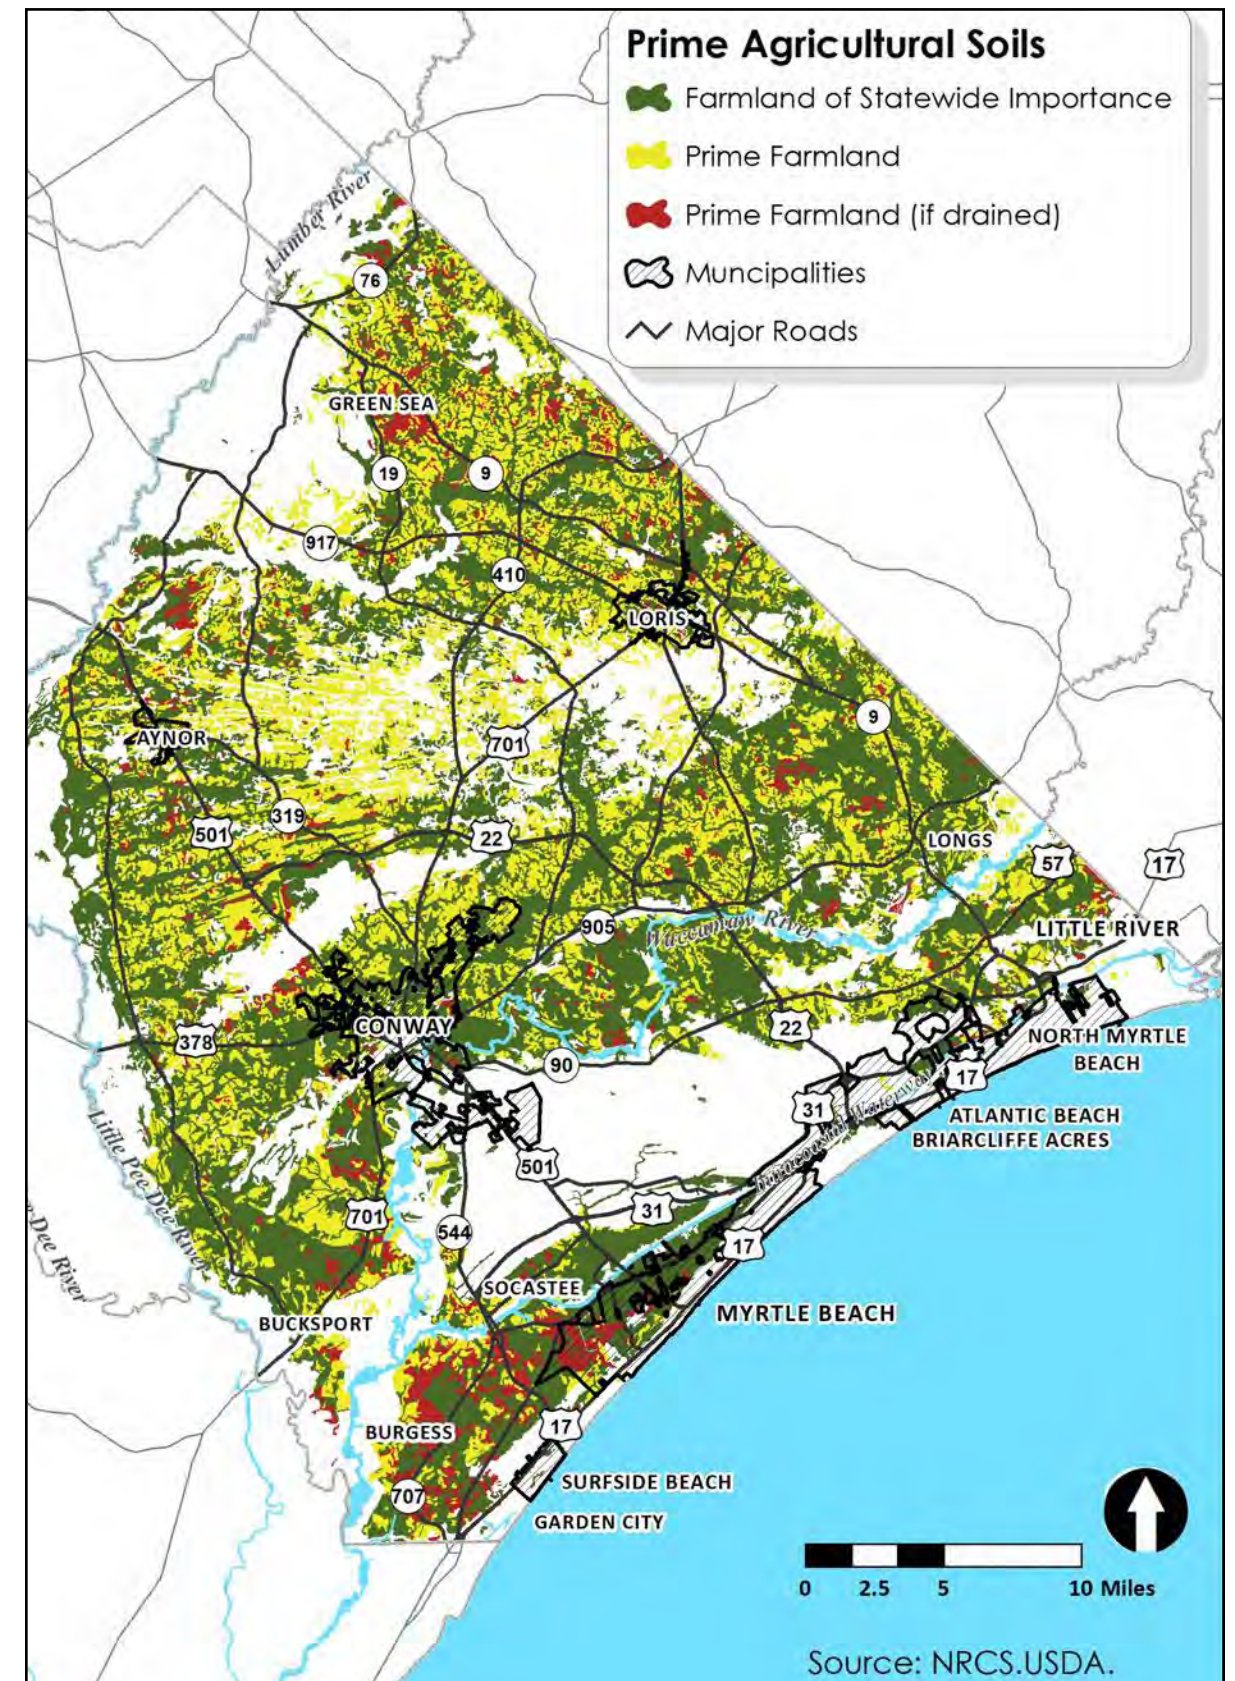 Prime Agricultural Soils
Farmland of Statewide Importance
Prime Farmland
Prime Farmland (if drained)
Muncipalities
Major Roads
Lumber River
76
GREEN SEA
19
9
917
410
LORIS
9
AYNOR
701
319
501
22
LONGS
57
17
905
Waccamaw River
LITTLE RIVER
CONWAY
378
22
90
NORTH MYRTLE
BEACH
17
31
Intracoastal Waterway
ATLANTIC BEACH
BRIARCLIFFE ACRES
Little Pee Dee River
501
701
544
31
17
Dee River
SOCASTEE
BUCKSPORT
MYRTLE BEACH
BURGESS
17
707
SURFSIDE BEACH
GARDEN CITY
0 2.5 5 10 Miles
Source: NRCS.USDA.